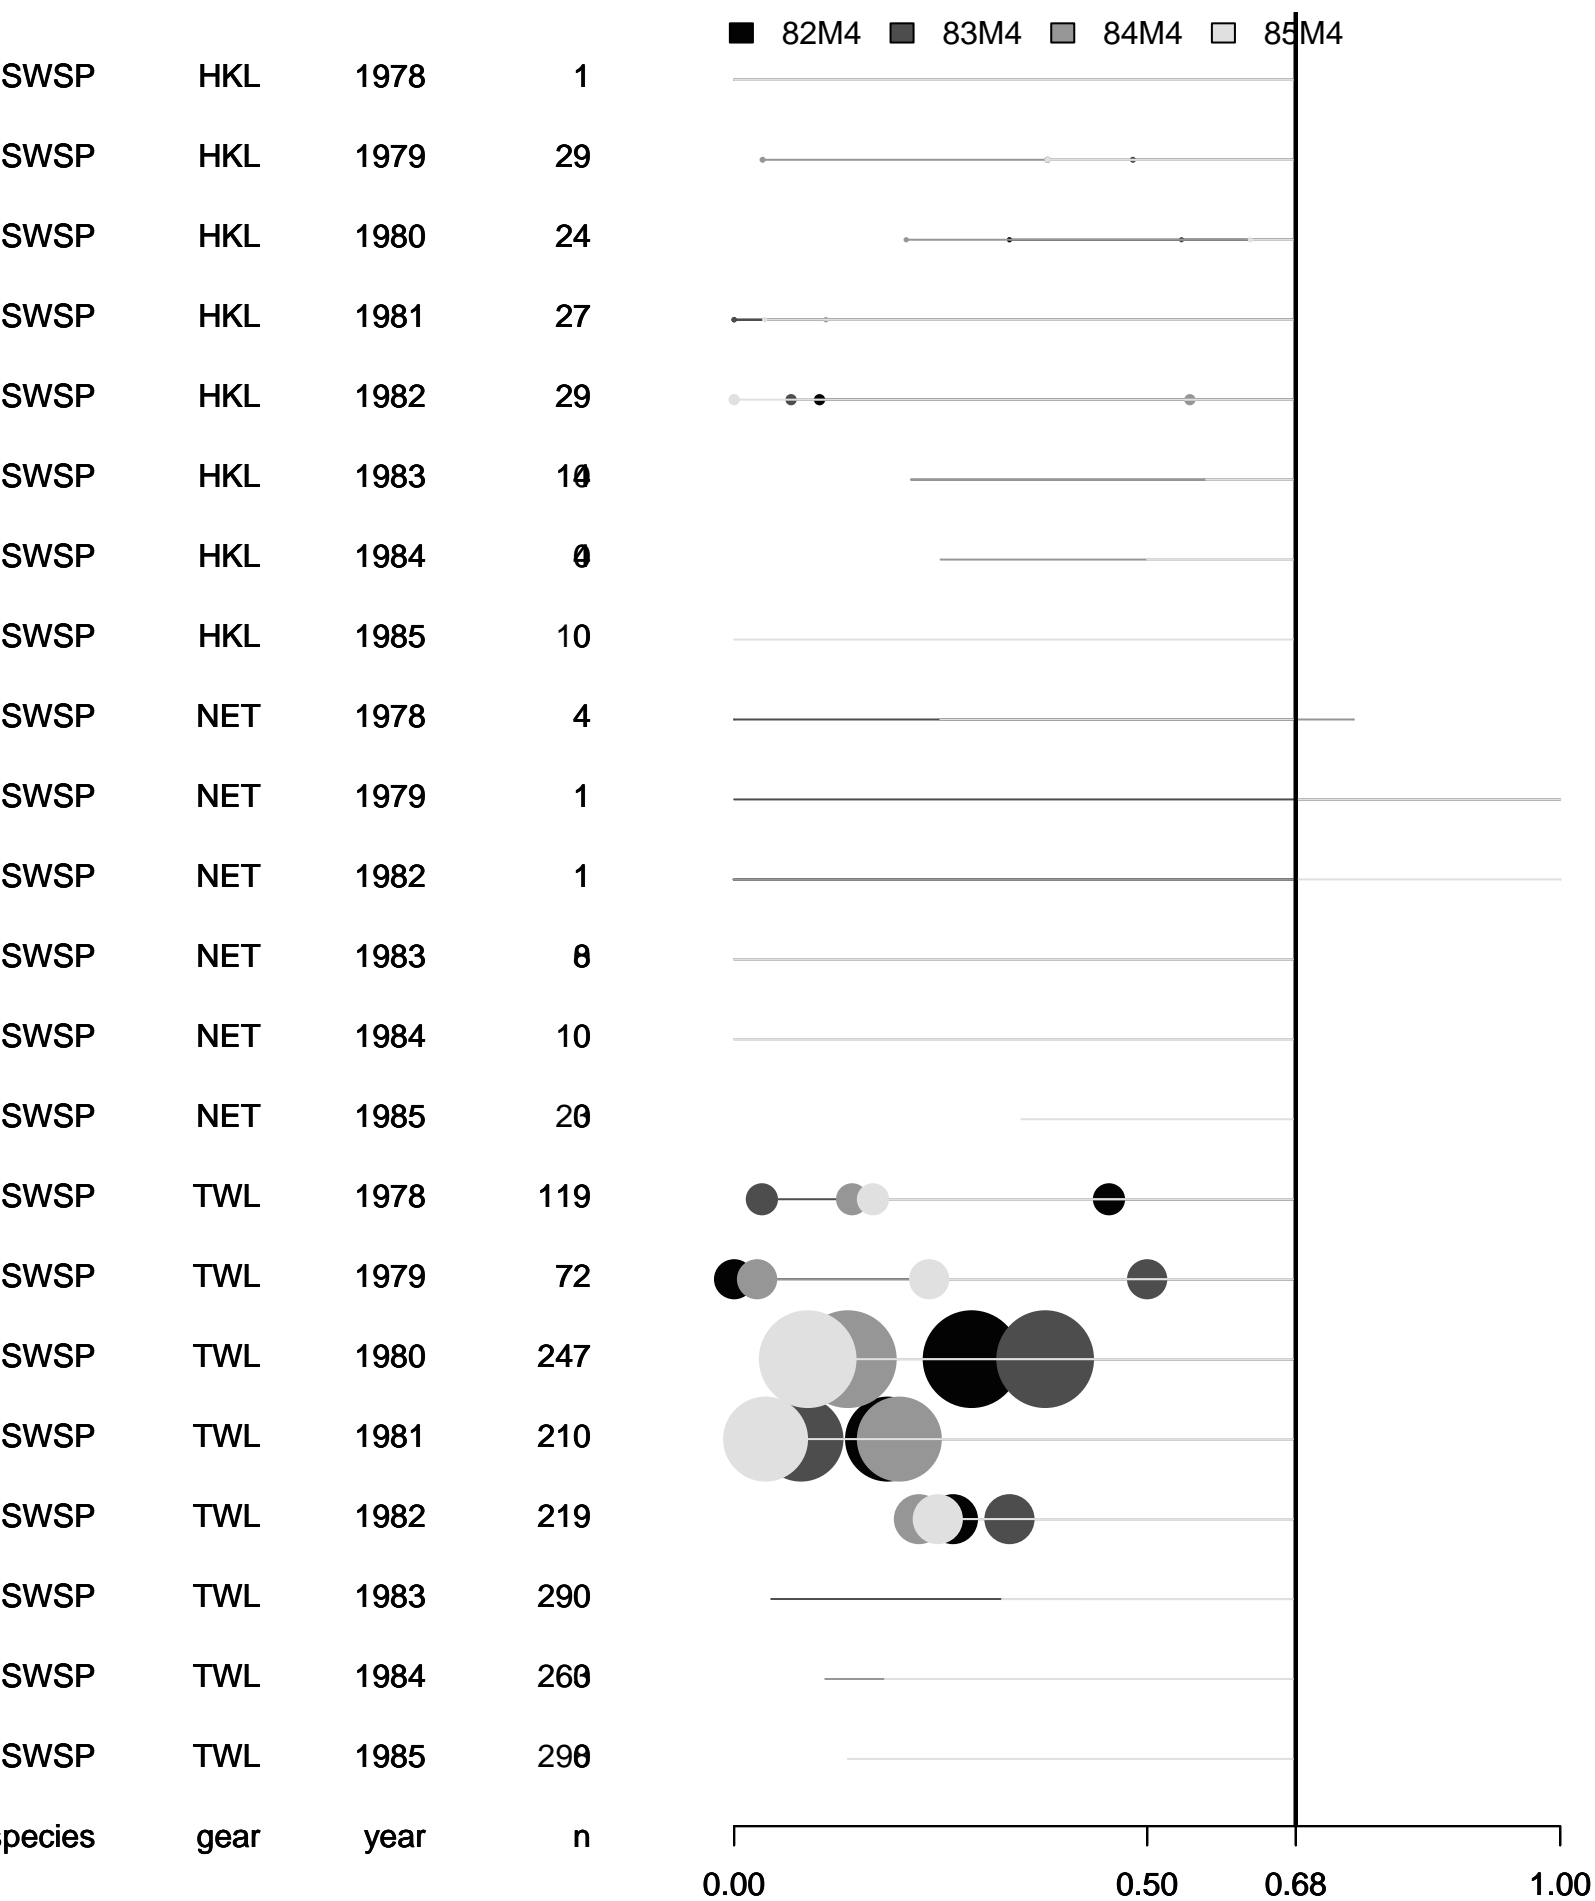 82M4 83M4 84M4 85M4
SWSP HKL 1978 1
SWSP HKL 1979 29
SWSP HKL 1980 24
SWSP HKL 1981 27
SWSP HKL 1982 29
SWSP HKL 1983
SWSP HKL 1984
SWSP HKL 1985 10
SWSP NET 1978 4
SWSP NET 1979 1
SWSP NET 1982 1
SWSP NET 1983
SWSP NET 1984 10
SWSP NET 1985
SWSP TWL 1978 119
SWSP TWL 1979 72
SWSP TWL 1980 247
SWSP TWL 1981 210
SWSP TWL 1982 219
SWSP TWL 1983 290
SWSP TWL 1984
SWSP TWL 1985
species gear year n
0.00 0.50 0.68 1.00